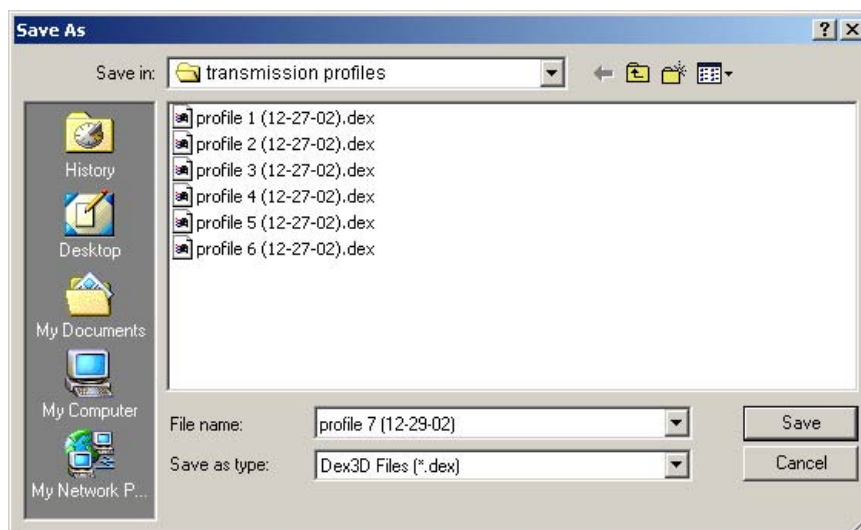 Save As
Save in:
transmission profiles
History
Desktop
My Documents
My Computer
My Network P...
profile 1 (12-27-02).dex
profile 2 (12-27-02).dex
profile 3 (12-27-02).dex
profile 4 (12-27-02).dex
profile 5 (12-27-02).dex
profile 6 (12-27-02).dex
File name:
profile 7 (12-29-02)
Save
Save as type:
Dex3D Files (*.dex)
Cancel